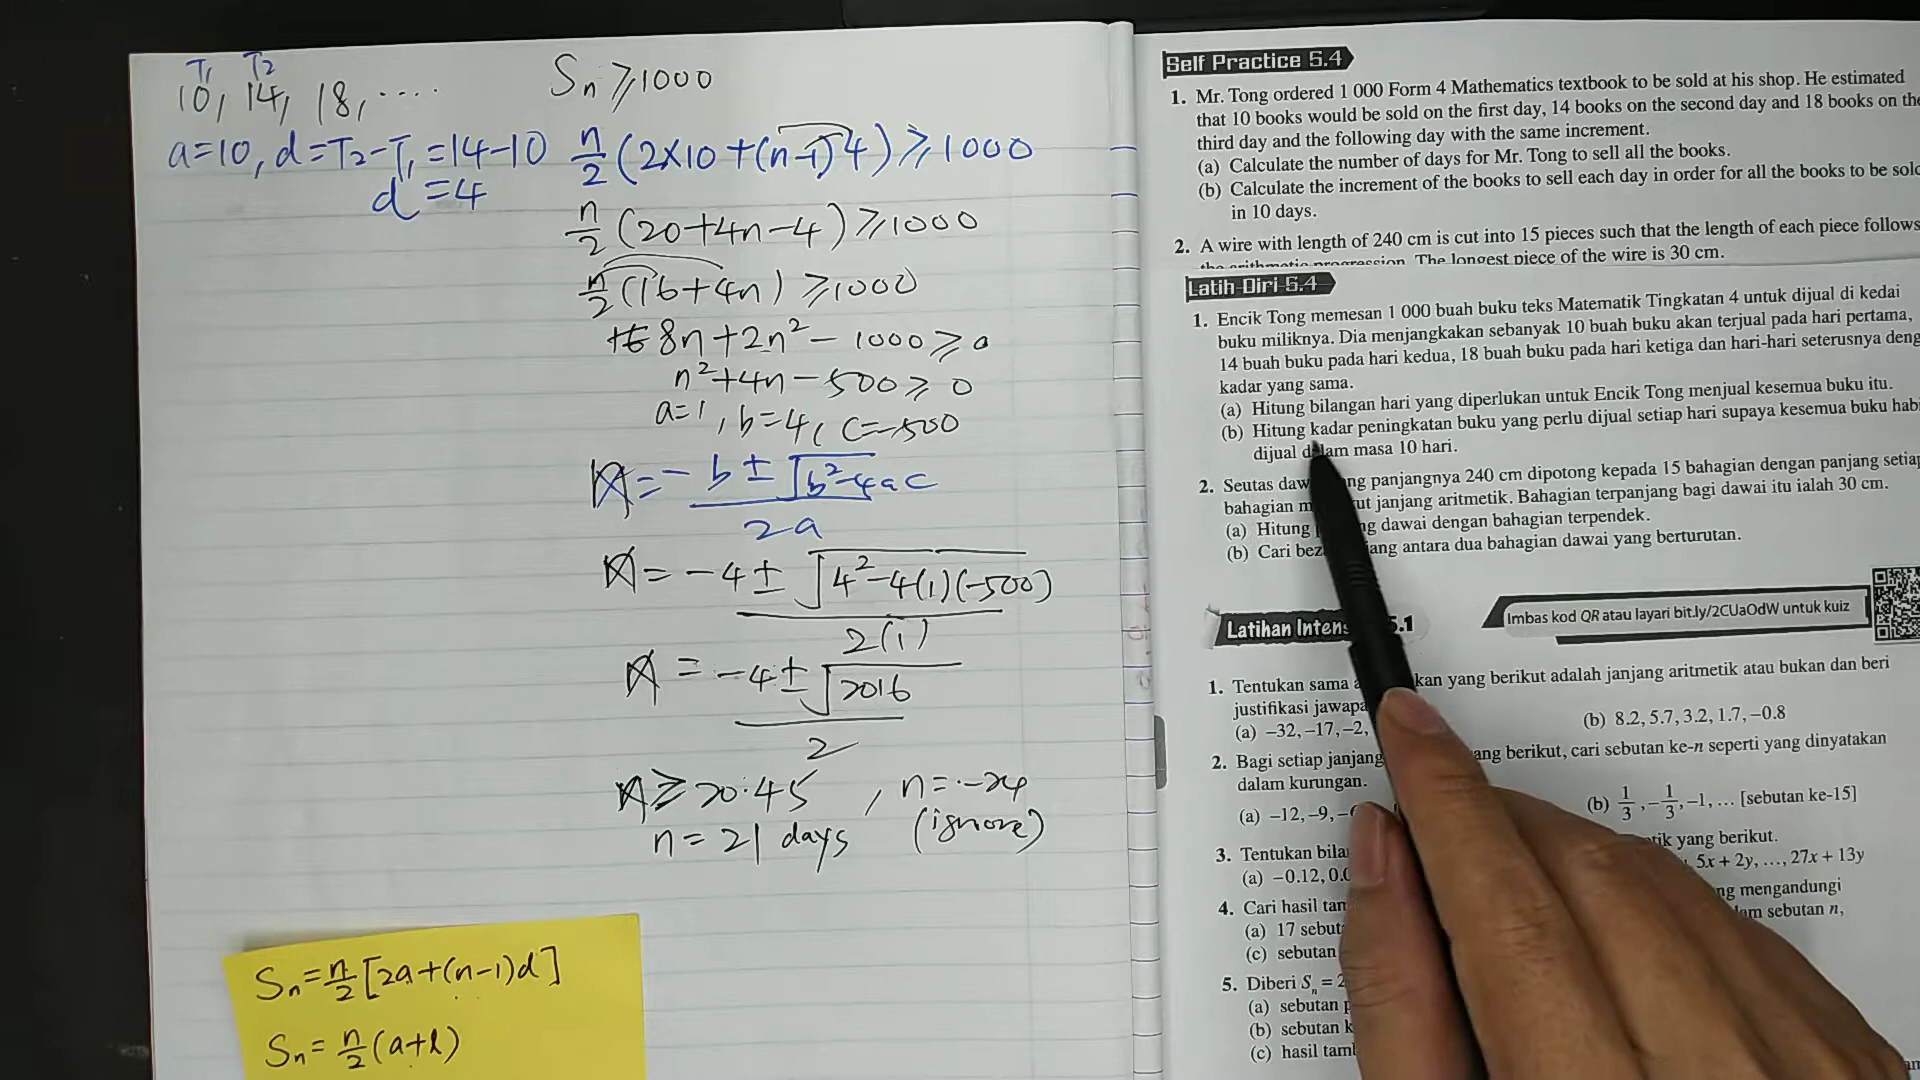 T₁ T₂
10, 14, 18, ....
a=10, d=T₂-T₁=14-10
d=4
Sn ≥ 1000
n/2 (2×10+(n-1)4) ≥ 1000
n/2 (20+4n-4) ≥ 1000
n/2 (16+4n) ≥ 1000
8n+2n²-1000 ≥ 0
n²+4n-500 ≥ 0
a=1, b=4, c=-500
= -b ± √b²-4ac
2a
= -4 ± √4²-4(1)(-500)
2(1)
= -4 ± √2016
2
n ≥ 20.45, n=-24
n = 21 days (ignore)
Sn = n/2 [2a+(n-1)d]
Sn = n/2 (a+l)
Self Practice 5.4
1. Mr. Tong ordered 1 000 Form 4 Mathematics textbook to be sold at his shop. He estimated
that 10 books would be sold on the first day, 14 books on the second day and 18 books on the
third day and the following day with the same increment.
(a) Calculate the number of days for Mr. Tong to sell all the books.
(b) Calculate the increment of the books to sell each day in order for all the books to be sold
in 10 days.
2. A wire with length of 240 cm is cut into 15 pieces such that the length of each piece follows
the arithmetic progression. The longest piece of the wire is 30 cm.
Latih Diri 5.4
1. Encik Tong memesan 1 000 buah buku teks Matematik Tingkatan 4 untuk dijual di kedai
buku miliknya. Dia menjangkakan sebanyak 10 buah buku akan terjual pada hari pertama,
14 buah buku pada hari kedua, 18 buah buku pada hari ketiga dan hari-hari seterusnya deng
kadar yang sama.
(a) Hitung bilangan hari yang diperlukan untuk Encik Tong menjual kesemua buku itu.
(b) Hitung kadar peningkatan buku yang perlu dijual setiap hari supaya kesemua buku habi
dijual dalam masa 10 hari.
2. Seutas daw ng panjangnya 240 cm dipotong kepada 15 bahagian dengan panjang setiap
bahagian m ut janjang aritmetik. Bahagian terpanjang bagi dawai itu ialah 30 cm.
(a) Hitung ng dawai dengan bahagian terpendek.
(b) Cari bez ang antara dua bahagian dawai yang berturutan.
Latihan Intens 5.1
Imbas kod QR atau layari bit.ly/2CUaOdW untuk kuiz
1. Tentukan sama a kan yang berikut adalah janjang aritmetik atau bukan dan beri
justifikasi jawapa
(a) −32, −17, −2,
(b) 8.2, 5.7, 3.2, 1.7, −0.8
2. Bagi setiap janjang ang berikut, cari sebutan ke-n seperti yang dinyatakan
dalam kurungan.
(a) −12, −9, −
(b) 1/3, −1/3, −1, … [sebutan ke-15]
3. Tentukan bila tik yang berikut.
(a) −0.12, 0.0
5x + 2y, …, 27x + 13y
4. Cari hasil tam ng mengandungi
(a) 17 sebut
am sebutan n,
(c) sebutan
5. Diberi Sn = 2
(a) sebutan p
(b) sebutan k
(c) hasil tam